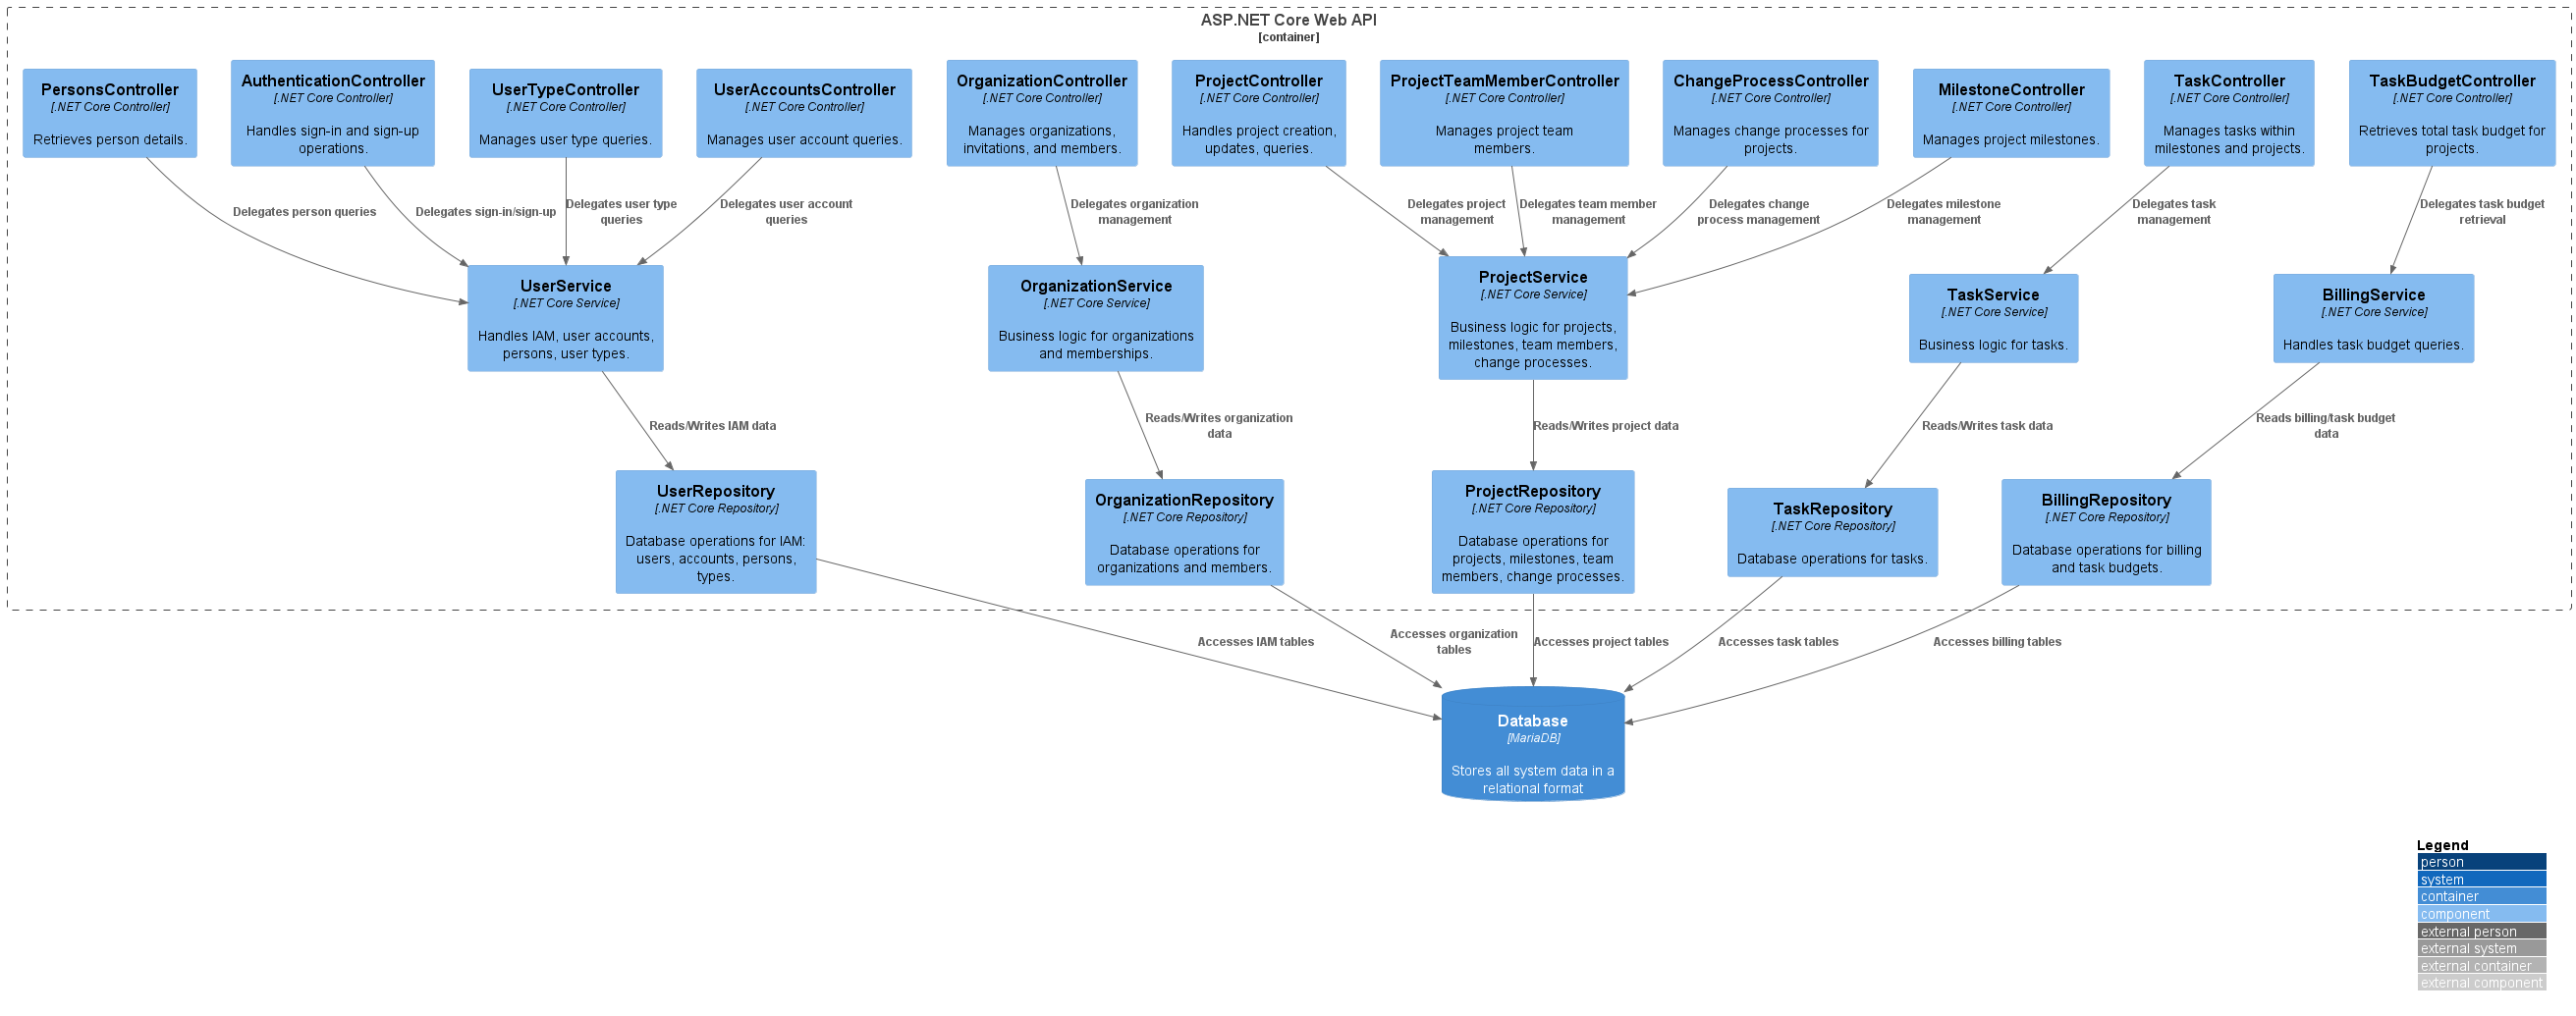 ASP.NET Core Web API
[container]
PersonsController
[.NET Core Controller]
Retrieves person details.
AuthenticationController
[.NET Core Controller]
Handles sign-in and sign-up
operations.
UserTypeController
[.NET Core Controller]
Manages user type queries.
UserAccountsController
[.NET Core Controller]
Manages user account queries.
OrganizationController
[.NET Core Controller]
Manages organizations,
invitations, and members.
ProjectController
[.NET Core Controller]
Handles project creation,
updates, queries.
ProjectTeamMemberController
[.NET Core Controller]
Manages project team
members.
ChangeProcessController
[.NET Core Controller]
Manages change processes for
projects.
MilestoneController
[.NET Core Controller]
Manages project milestones.
TaskController
[.NET Core Controller]
Manages tasks within
milestones and projects.
TaskBudgetController
[.NET Core Controller]
Retrieves total task budget for
projects.
Delegates person queries
Delegates sign-in/sign-up
Delegates user type
queries
Delegates user account
queries
Delegates organization
management
Delegates project
management
Delegates team member
management
Delegates change
process management
Delegates milestone
management
Delegates task
management
Delegates task budget
retrieval
UserService
[.NET Core Service]
Handles IAM, user accounts,
persons, user types.
OrganizationService
[.NET Core Service]
Business logic for organizations
and memberships.
ProjectService
[.NET Core Service]
Business logic for projects,
milestones, team members,
change processes.
TaskService
[.NET Core Service]
Business logic for tasks.
BillingService
[.NET Core Service]
Handles task budget queries.
Reads/Writes IAM data
Reads/Writes organization
data
Reads/Writes project data
Reads/Writes task data
Reads billing/task budget
data
UserRepository
[.NET Core Repository]
Database operations for IAM:
users, accounts, persons,
types.
OrganizationRepository
[.NET Core Repository]
Database operations for
organizations and members.
ProjectRepository
[.NET Core Repository]
Database operations for
projects, milestones, team
members, change processes.
TaskRepository
[.NET Core Repository]
Database operations for tasks.
BillingRepository
[.NET Core Repository]
Database operations for billing
and task budgets.
Accesses IAM tables
Accesses organization
tables
Accesses project tables
Accesses task tables
Accesses billing tables
Database
[MariaDB]
Stores all system data in a
relational format
Legend
person
system
container
component
external person
external system
external container
external component